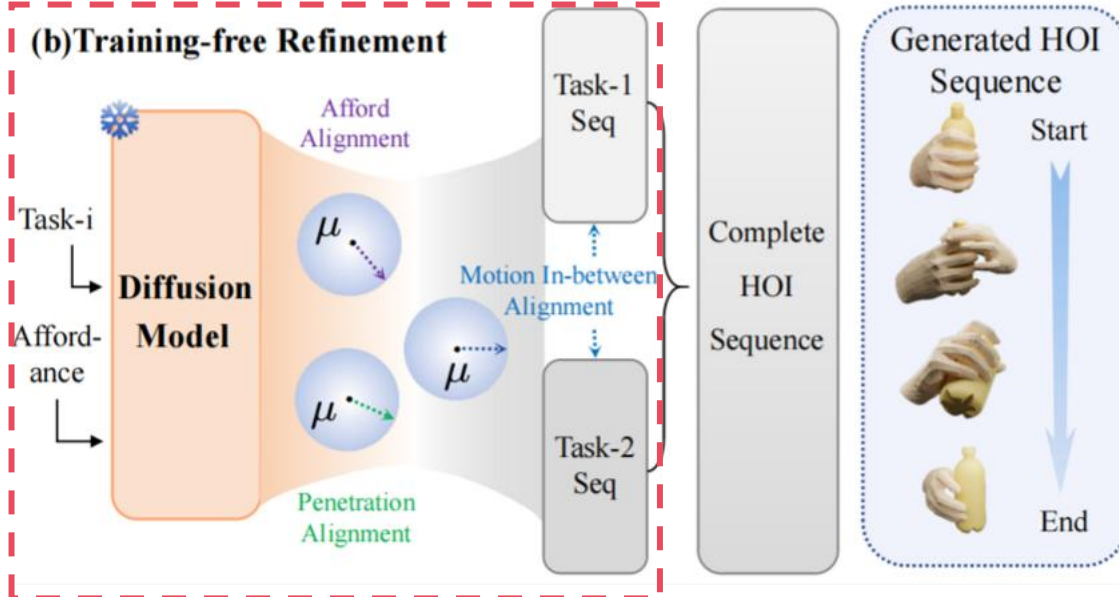 (b)Training-free Refinement
Afford
Alignment
Task-i
Afford-
ance
Diffusion
Model
μ
μ
μ
Penetration
Alignment
Motion In-between
Alignment
Task-1
Seq
Task-2
Seq
Complete
HOI
Sequence
Generated HOI
Sequence
Start
End